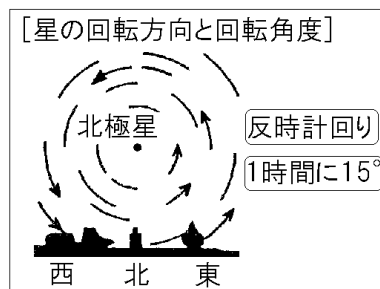 [星の回転方向と回転角度]
北極星
反時計回り
1時間に15°
西 北 東